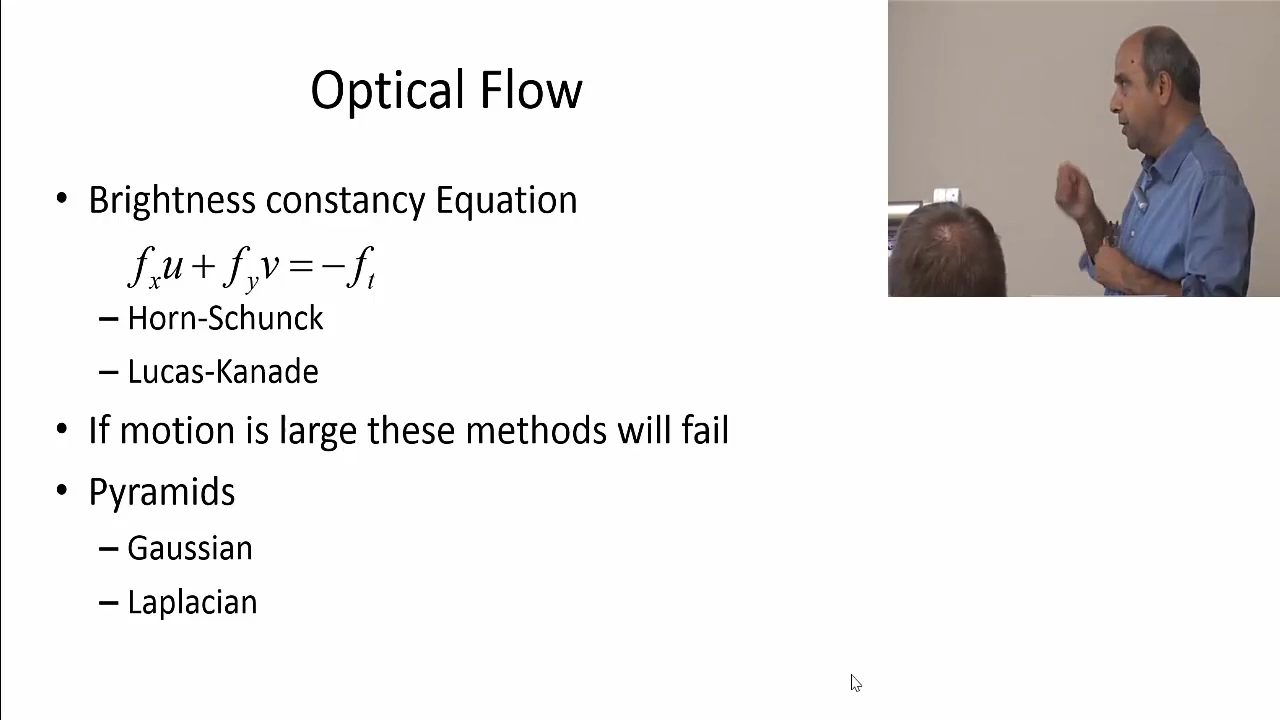 Optical Flow
• Brightness constancy Equation
f_x u + f_y v = − f_t
– Horn-Schunck
– Lucas-Kanade
• If motion is large these methods will fail
• Pyramids
– Gaussian
– Laplacian